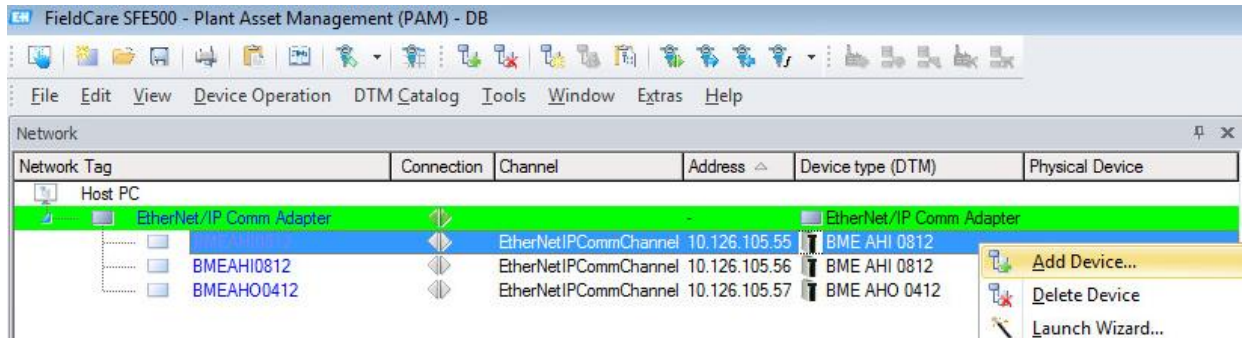 FieldCare SFE500 - Plant Asset Management (PAM) - DB
File Edit View Device Operation DTM Catalog Tools Window Extras Help
Network
Network Tag Connection Channel Address Device type (DTM) Physical Device
Host PC
EtherNet/IP Comm Adapter - EtherNet/IP Comm Adapter
BMEAHI0812 EtherNetIPCommChannel 10.126.105.55 BME AHI 0812
BMEAHI0812 EtherNetIPCommChannel 10.126.105.56 BME AHI 0812
BMEAHO0412 EtherNetIPCommChannel 10.126.105.57 BME AHO 0412
Add Device...
Delete Device
Launch Wizard...